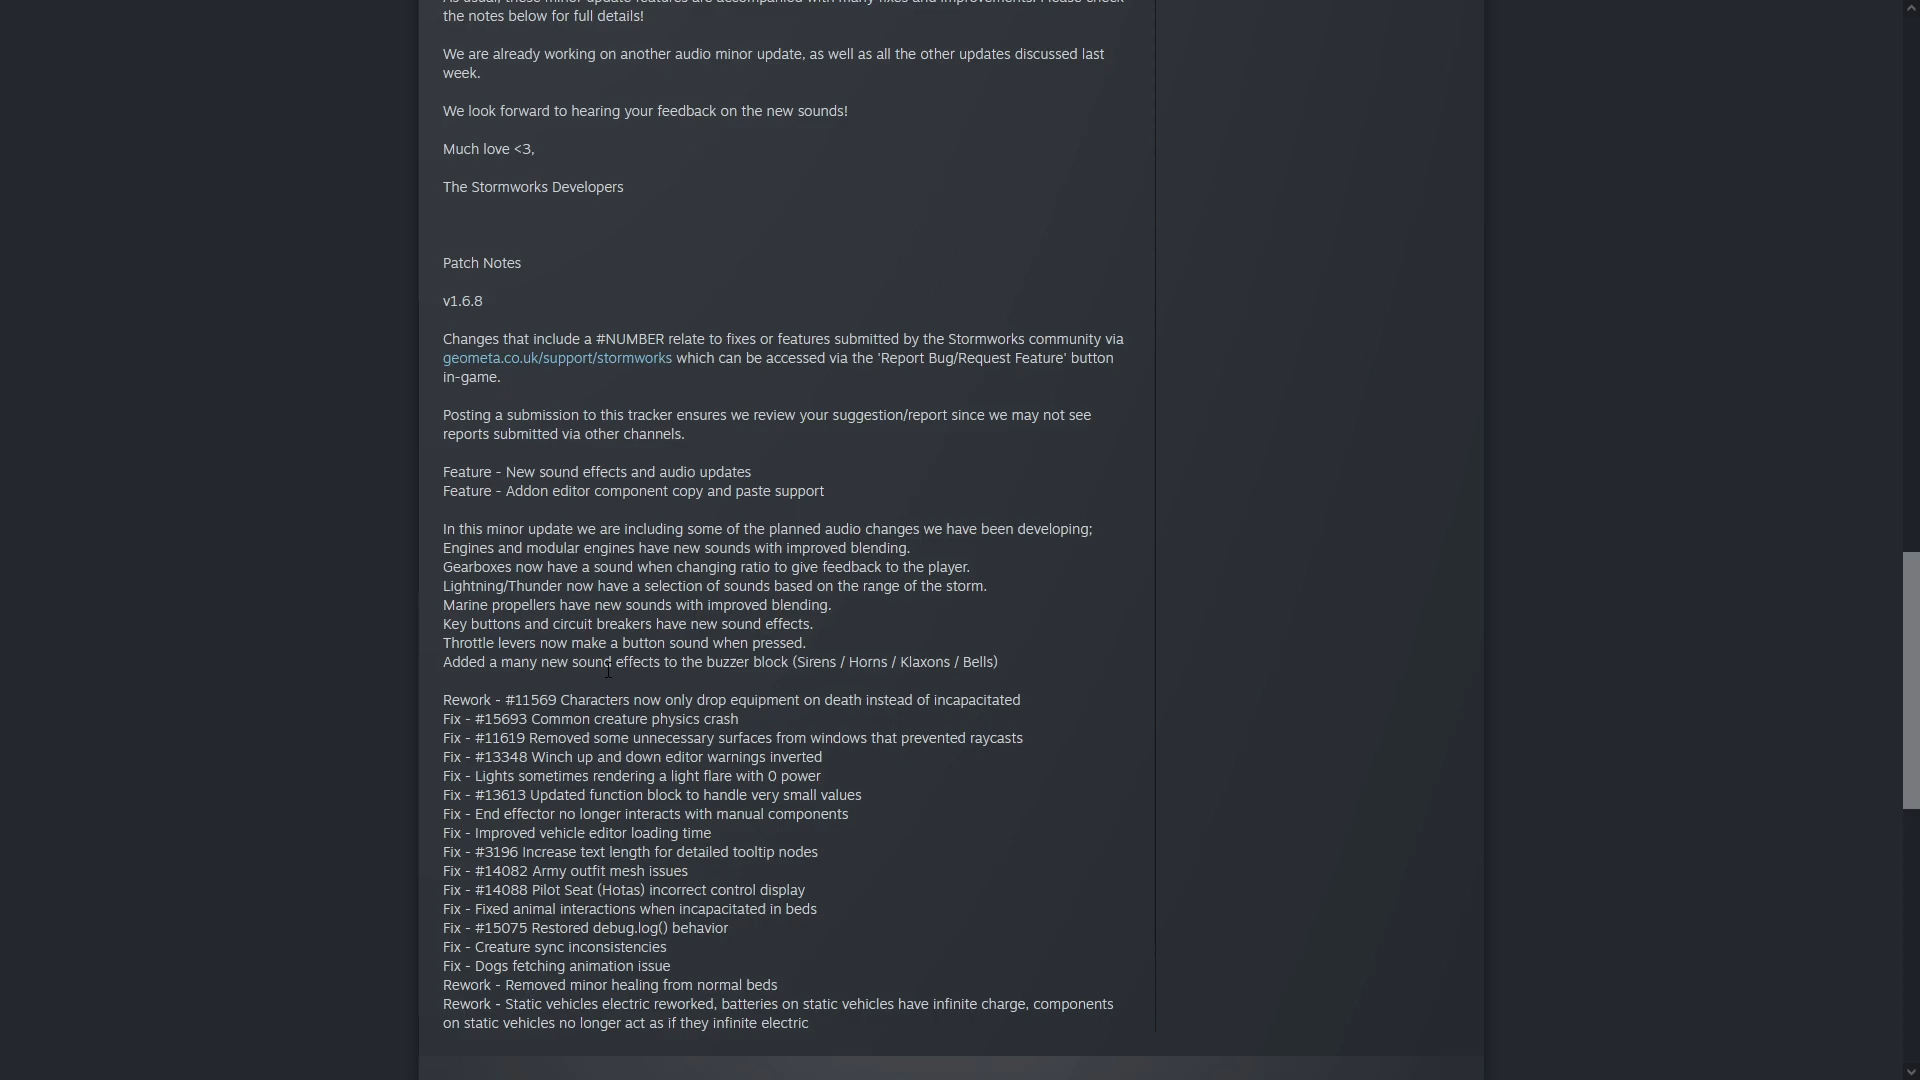 the notes below for full details!
We are already working on another audio minor update, as well as all the other updates discussed last
week.
We look forward to hearing your feedback on the new sounds!
Much love <3,
The Stormworks Developers
Patch Notes
v1.6.8
Changes that include a #NUMBER relate to fixes or features submitted by the Stormworks community via
geometa.co.uk/support/stormworks which can be accessed via the 'Report Bug/Request Feature' button
in-game.
Posting a submission to this tracker ensures we review your suggestion/report since we may not see
reports submitted via other channels.
Feature - New sound effects and audio updates
Feature - Addon editor component copy and paste support
In this minor update we are including some of the planned audio changes we have been developing;
Engines and modular engines have new sounds with improved blending.
Gearboxes now have a sound when changing ratio to give feedback to the player.
Lightning/Thunder now have a selection of sounds based on the range of the storm.
Marine propellers have new sounds with improved blending.
Key buttons and circuit breakers have new sound effects.
Throttle levers now make a button sound when pressed.
Added a many new sound effects to the buzzer block (Sirens / Horns / Klaxons / Bells)
Rework - #11569 Characters now only drop equipment on death instead of incapacitated
Fix - #15693 Common creature physics crash
Fix - #11619 Removed some unnecessary surfaces from windows that prevented raycasts
Fix - #13348 Winch up and down editor warnings inverted
Fix - Lights sometimes rendering a light flare with 0 power
Fix - #13613 Updated function block to handle very small values
Fix - End effector no longer interacts with manual components
Fix - Improved vehicle editor loading time
Fix - #3196 Increase text length for detailed tooltip nodes
Fix - #14082 Army outfit mesh issues
Fix - #14088 Pilot Seat (Hotas) incorrect control display
Fix - Fixed animal interactions when incapacitated in beds
Fix - #15075 Restored debug.log() behavior
Fix - Creature sync inconsistencies
Fix - Dogs fetching animation issue
Rework - Removed minor healing from normal beds
Rework - Static vehicles electric reworked, batteries on static vehicles have infinite charge, components
on static vehicles no longer act as if they infinite electric